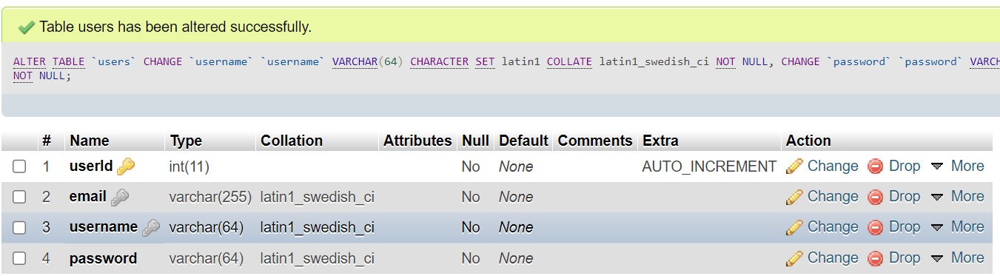 Table users has been altered successfully.
ALTER TABLE `users` CHANGE `username` `username` VARCHAR(64) CHARACTER SET latin1 COLLATE latin1_swedish_ci NOT NULL, CHANGE `password` `password` VARCH
NOT NULL;
# Name Type Collation Attributes Null Default Comments Extra Action
1 userId int(11) No None AUTO_INCREMENT Change Drop More
2 email varchar(255) latin1_swedish_ci No None Change Drop More
3 username varchar(64) latin1_swedish_ci No None Change Drop More
4 password varchar(64) latin1_swedish_ci No None Change Drop More